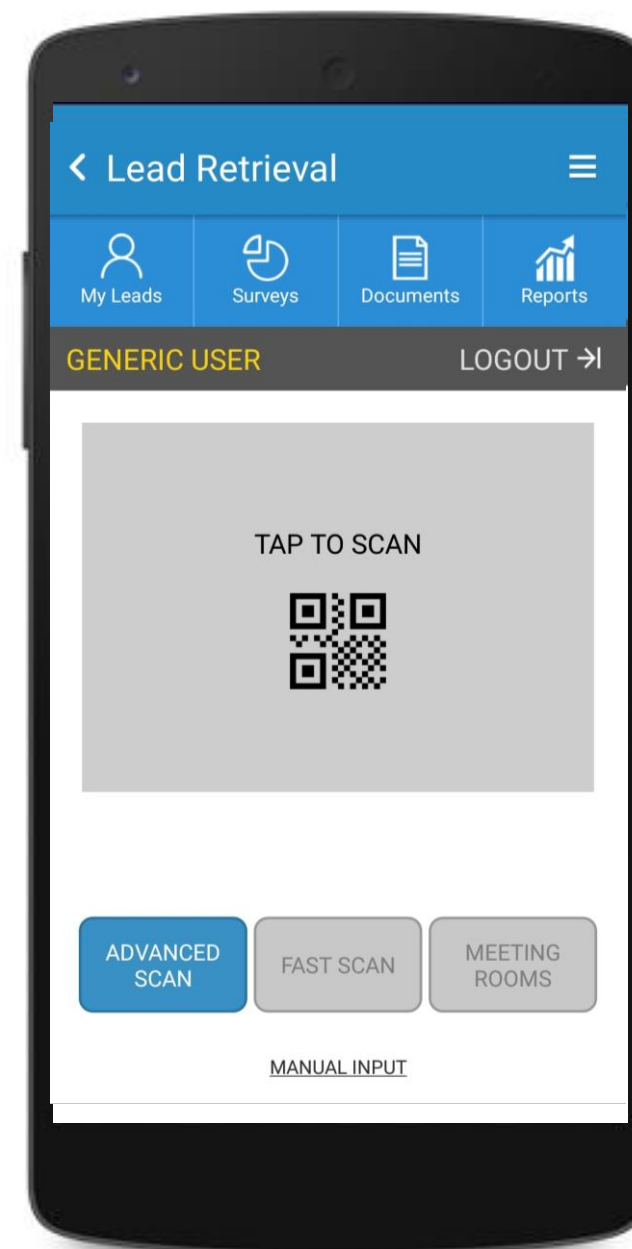 Lead Retrieval
My Leads Surveys Documents Reports
GENERIC USER LOGOUT
TAP TO SCAN
ADVANCED
SCAN
FAST SCAN
MEETING
ROOMS
MANUAL INPUT